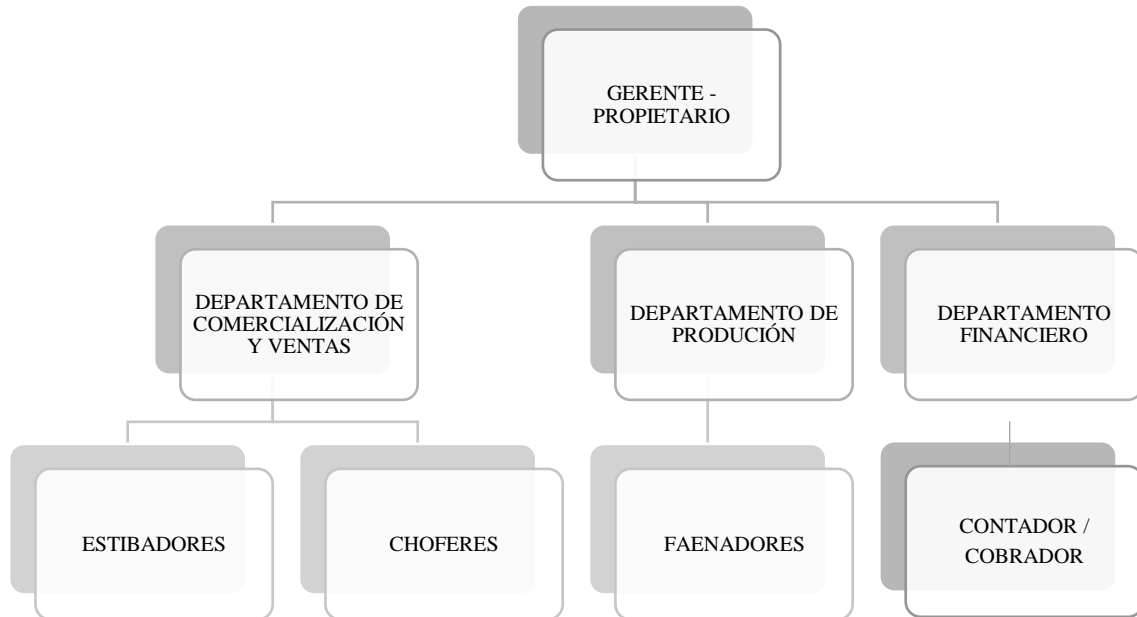 GERENTE -
PROPIETARIO
DEPARTAMENTO DE
COMERCIALIZACIÓN
Y VENTAS
DEPARTAMENTO DE
PRODUCIÓN
DEPARTAMENTO
FINANCIERO
ESTIBADORES
CHOFERES
FAENADORES
CONTADOR /
COBRADOR